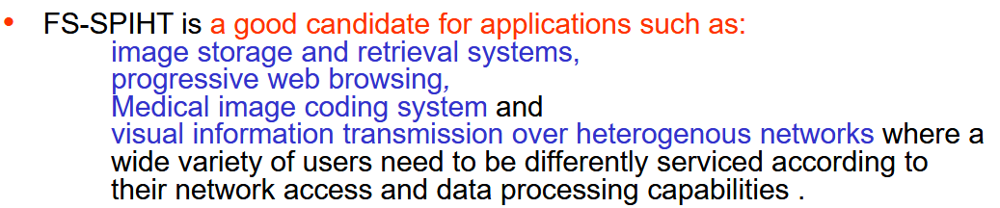 • FS-SPIHT is a good candidate for applications such as:
image storage and retrieval systems,
progressive web browsing,
Medical image coding system and
visual information transmission over heterogenous networks where a
wide variety of users need to be differently serviced according to
their network access and data processing capabilities .